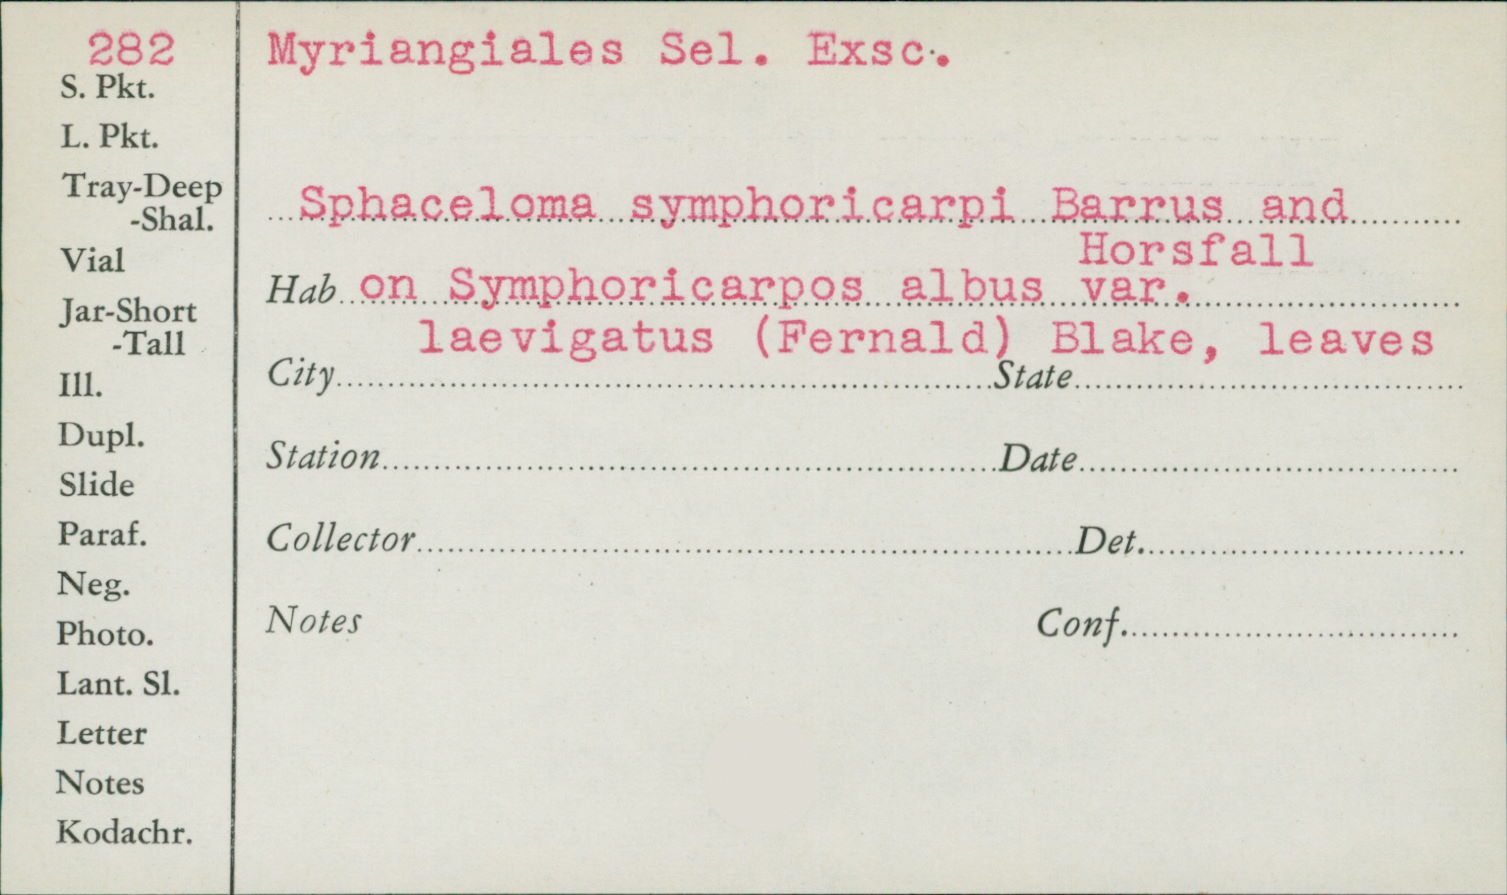 282
S. Pkt.
L. Pkt.
Tray-Deep
-Shal.
Vial
Jar-Short
-Tall
Ill.
Dupl.
Slide
Paraf.
Neg.
Photo.
Lant. Sl.
Letter
Notes
Kodachr.
Myriangiales Sel. Exsc.
Sphaceloma symphoricarpi Barrus and
Horsfall
Hab on Symphoricarpos albus var.
laevigatus (Fernald) Blake, leaves
City State
Station Date
Collector Det.
Notes Conf.